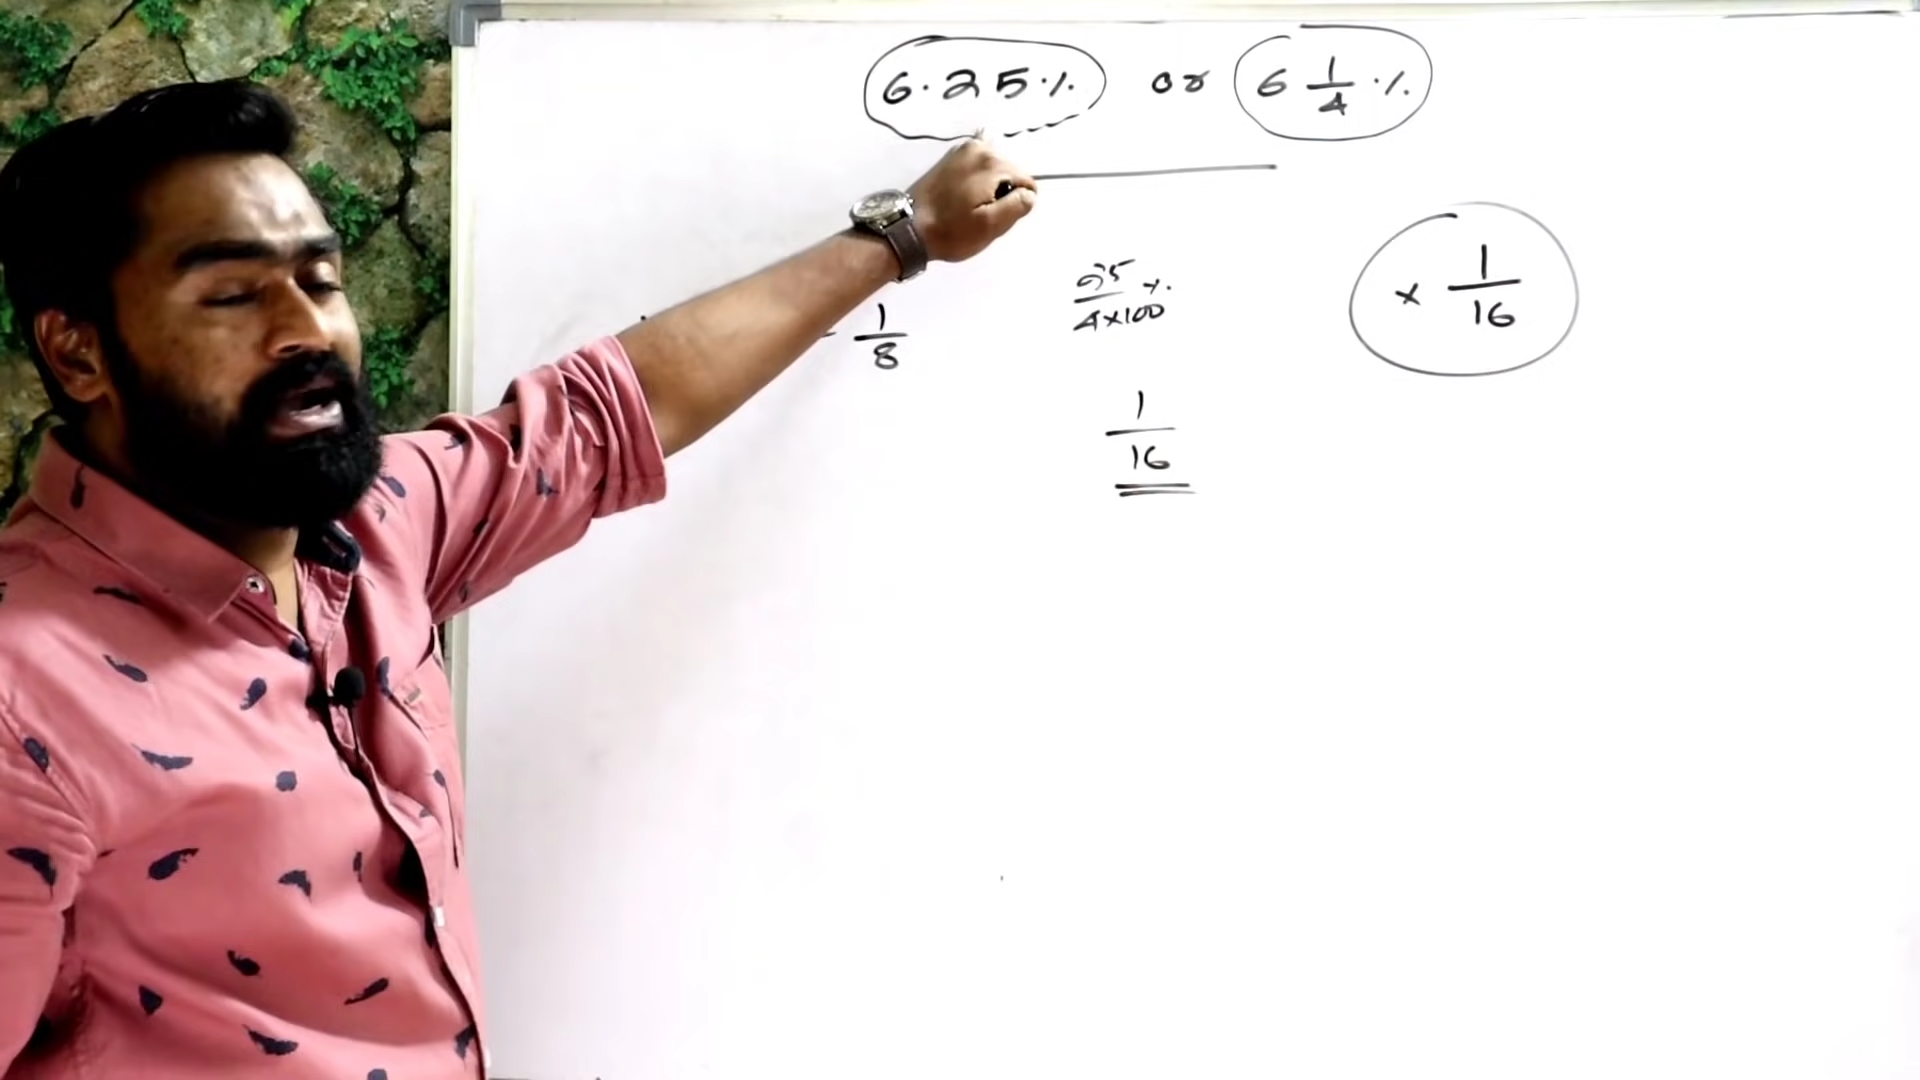 6.25% or 6 1/4 %
= 1/8
25/4×100 %
× 1/16
1/16